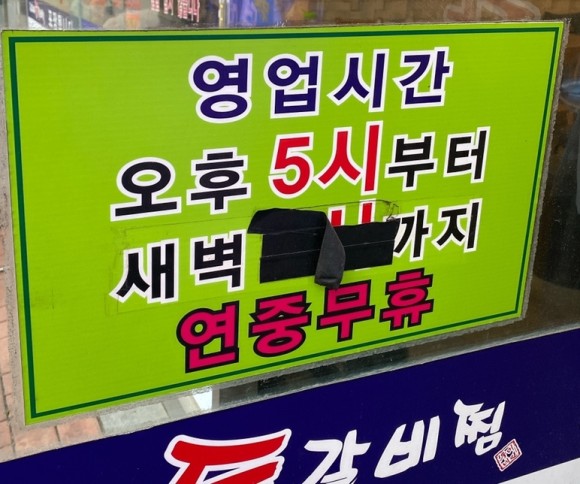 영업시간
오후 5시부터
새벽 시까지
연중무휴
갈비찜